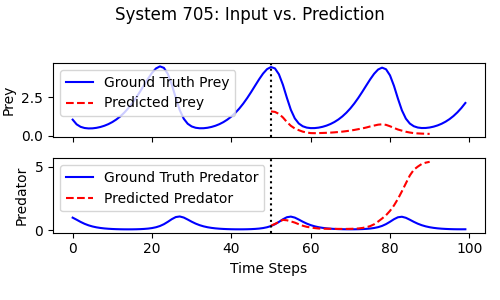 System 705: Input vs. Prediction
Prey
2.5
0.0
Ground Truth Prey
Predicted Prey
Predator
5
0
Ground Truth Predator
Predicted Predator
0 20 40 60 80 100
Time Steps